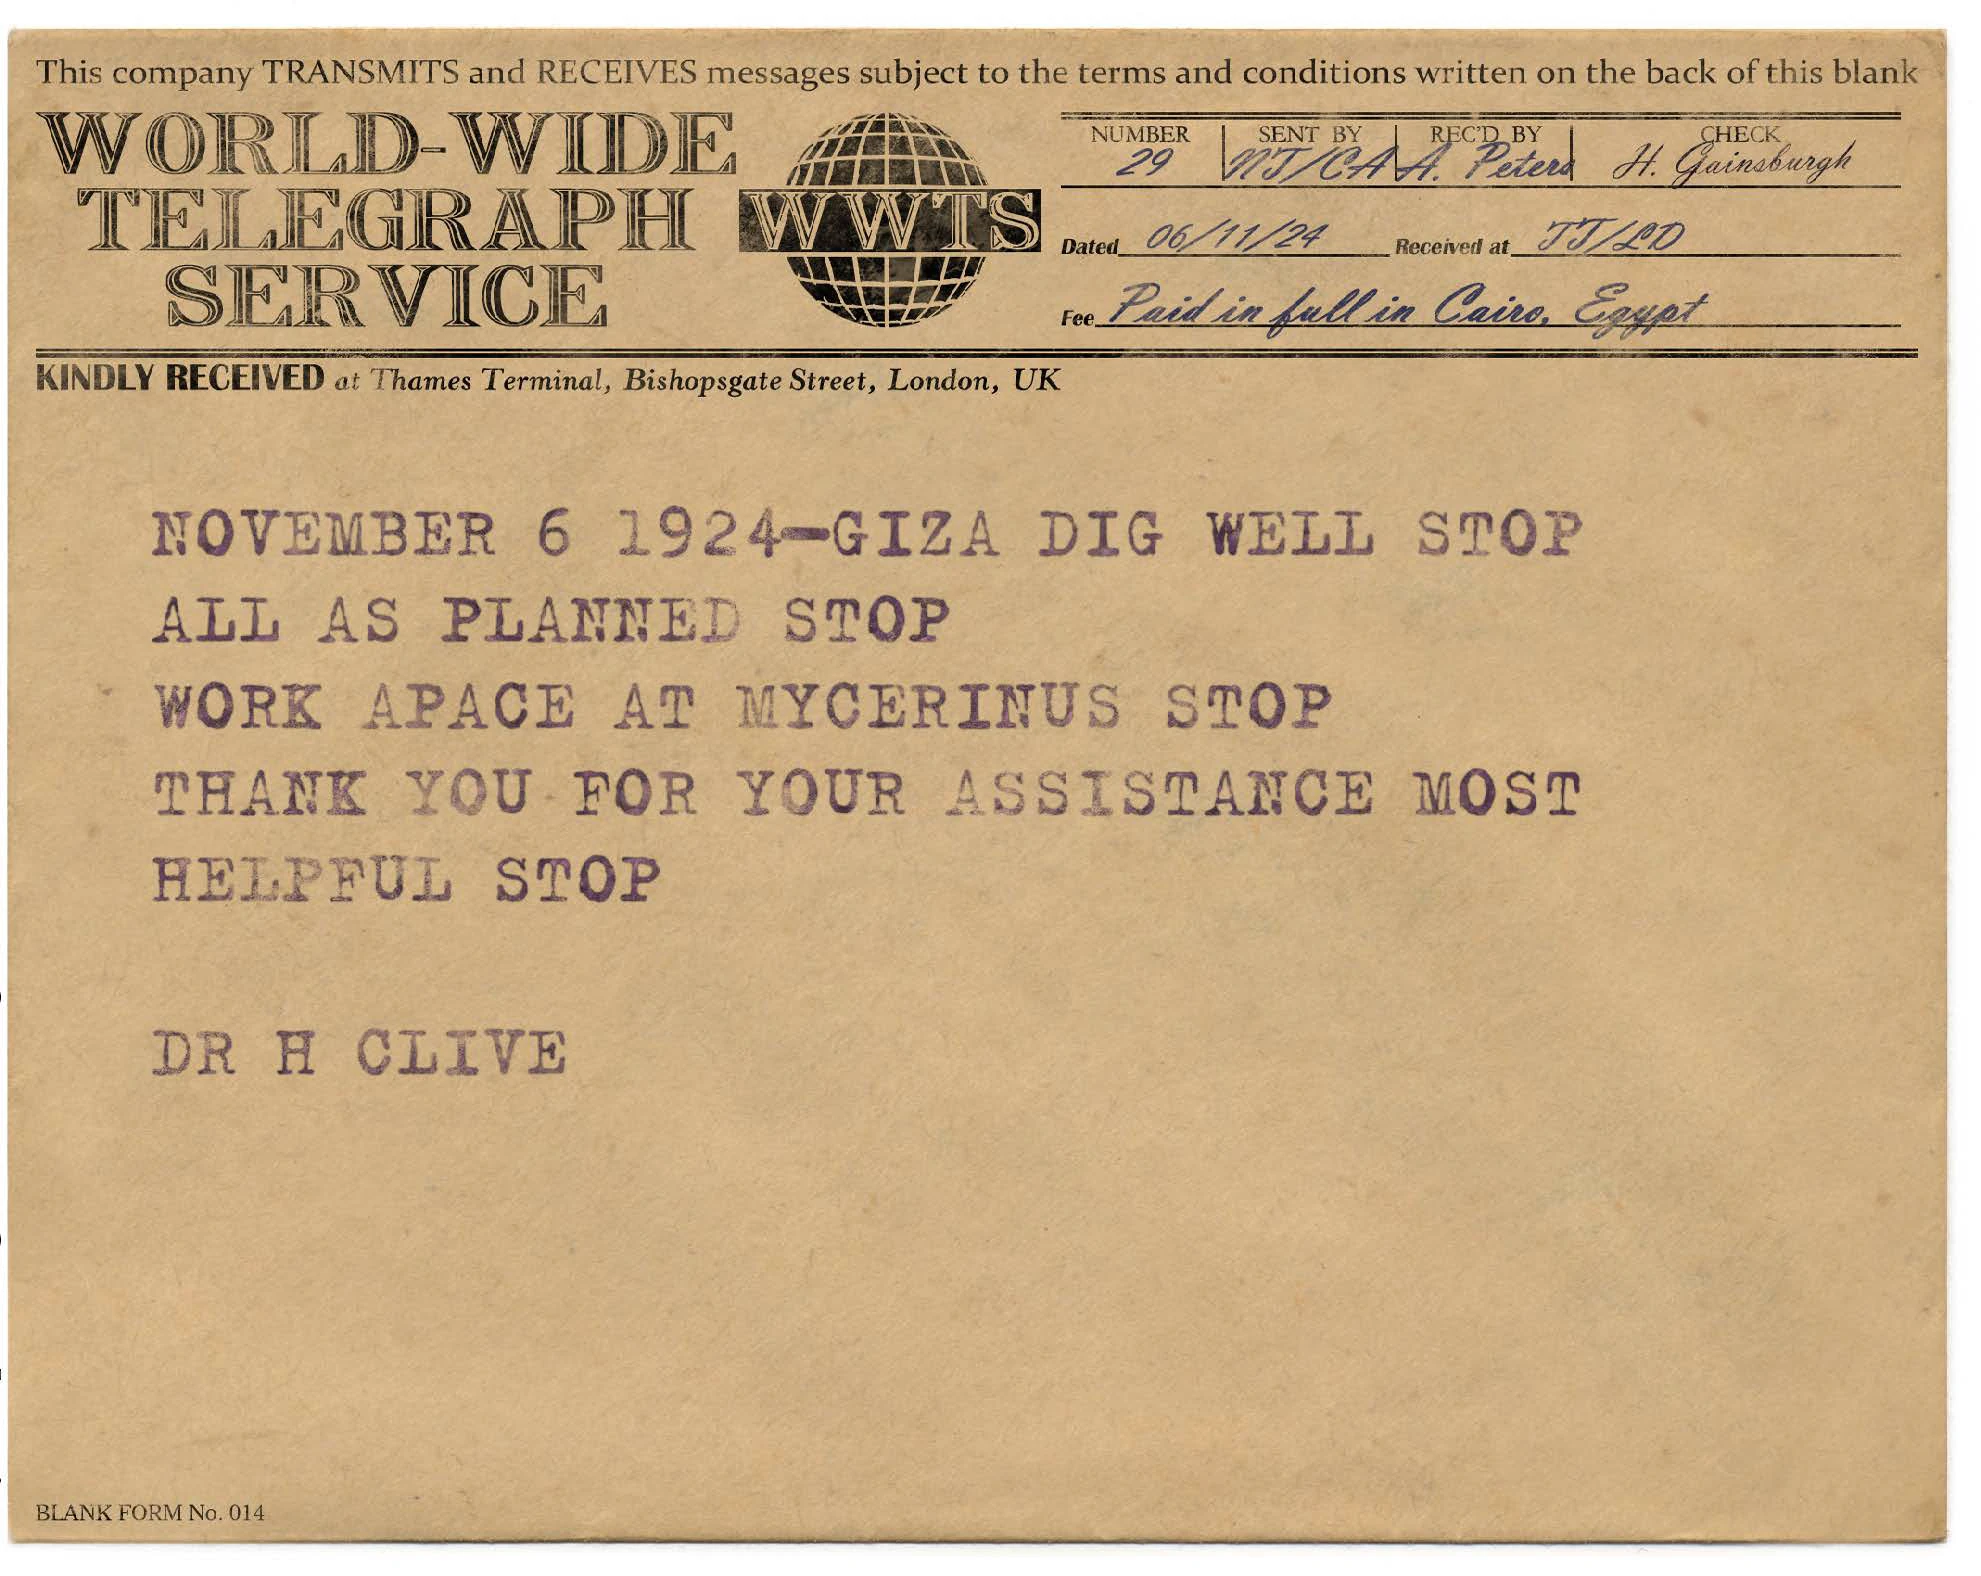 This company TRANSMITS and RECEIVES messages subject to the terms and conditions written on the back of this blank
WORLD-WIDE
TELEGRAPH
SERVICE
WWTS
NUMBER SENT BY REC'D BY CHECK
29 NJ/CA A. Peters H. Gainsburgh
Dated 06/11/24 Received at JJ/LD
Fee Paid in full in Cairo, Egypt
KINDLY RECEIVED at Thames Terminal, Bishopsgate Street, London, UK
NOVEMBER 6 1924-GIZA DIG WELL STOP
ALL AS PLANNED STOP
WORK APACE AT MYCERINUS STOP
THANK YOU FOR YOUR ASSISTANCE MOST
HELPFUL STOP
DR H CLIVE
BLANK FORM No. 014